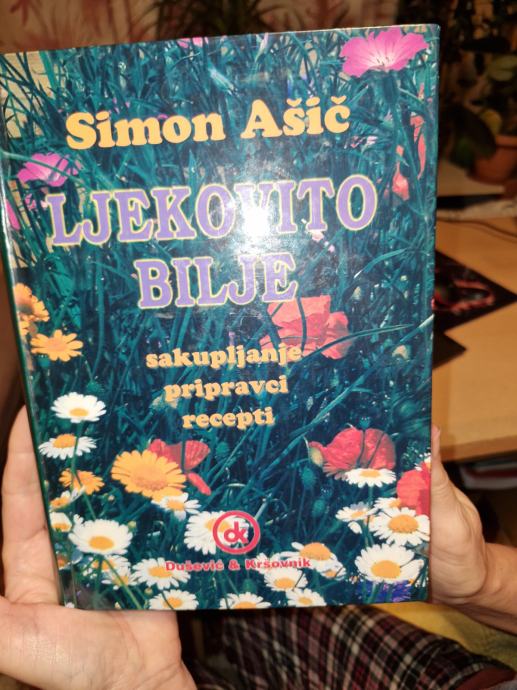 Simon Ašič
LJEKOVITO
BILJE
sakupljanje
pripravci
recepti
dk
Dušević & Kršovnik